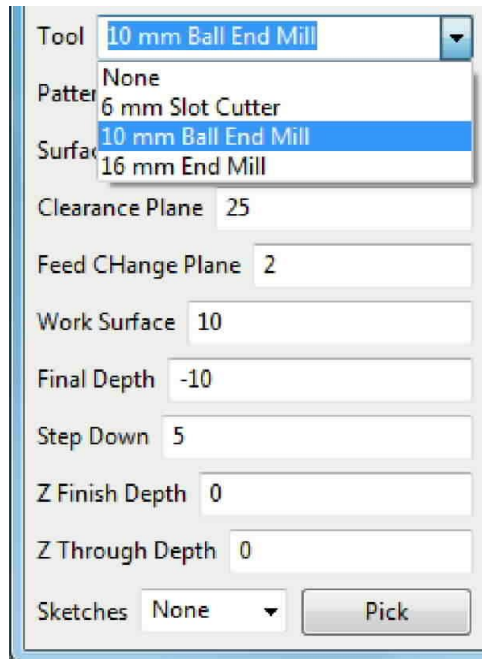 Tool 10 mm Ball End Mill
None
Patter
6 mm Slot Cutter
10 mm Ball End Mill
Surfac
16 mm End Mill
Clearance Plane 25
Feed CHange Plane 2
Work Surface 10
Final Depth -10
Step Down 5
Z Finish Depth 0
Z Through Depth 0
Sketches None Pick